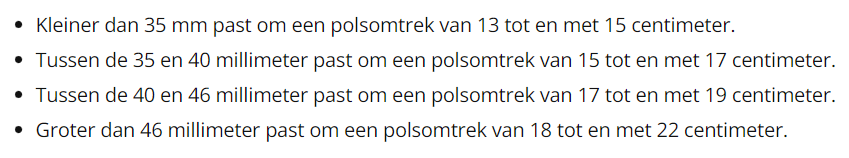 Kleiner dan 35 mm past om een polsomtrek van 13 tot en met 15 centimeter.
Tussen de 35 en 40 millimeter past om een polsomtrek van 15 tot en met 17 centimeter.
Tussen de 40 en 46 millimeter past om een polsomtrek van 17 tot en met 19 centimeter.
Groter dan 46 millimeter past om een polsomtrek van 18 tot en met 22 centimeter.